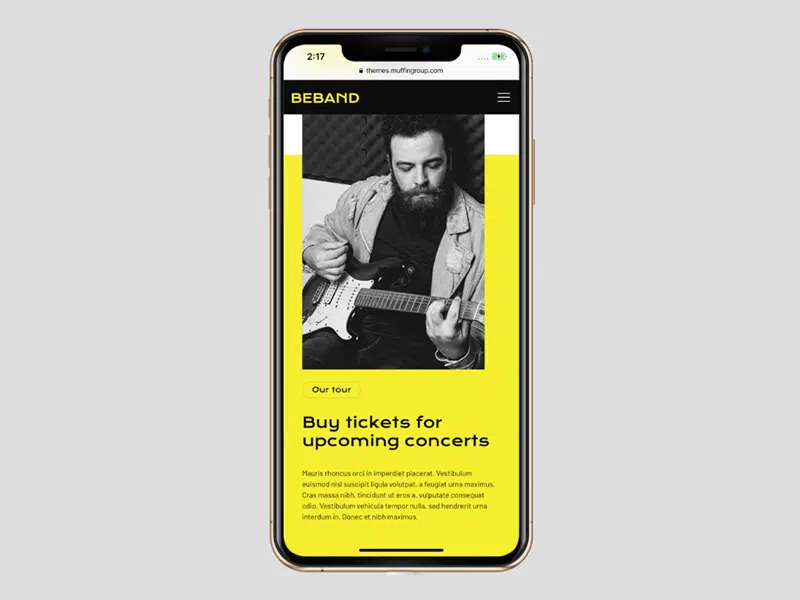 2:17
themes.muffingroup.com
BEBAND
Our tour
Buy tickets for
upcoming concerts
Mauris rhoncus orci in imperdiet placerat. Vestibulum
euismod nisl suscipit ligula volutpat, a feugiat urna maximus.
Cras massa nibh, tincidunt ut eros a, vulputate consequat
odio. Vestibulum vehicula tempor nulla, sed hendrerit urna
interdum in. Donec et nibh maximus.